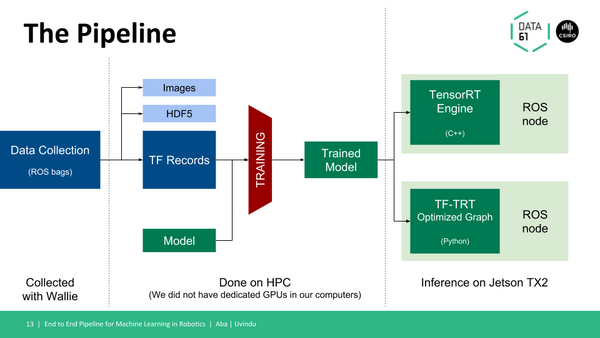 The Pipeline
DATA
61
CSIRO
Images
HDF5
Data Collection
(ROS bags)
TF Records
Model
TRAINING
Trained
Model
TensorRT
Engine
(C++)
ROS
node
TF-TRT
Optimized Graph
(Python)
ROS
node
Collected
with Wallie
Done on HPC
(We did not have dedicated GPUs in our computers)
Inference on Jetson TX2
13 | End to End Pipeline for Machine Learning in Robotics | Aba | Uvindu